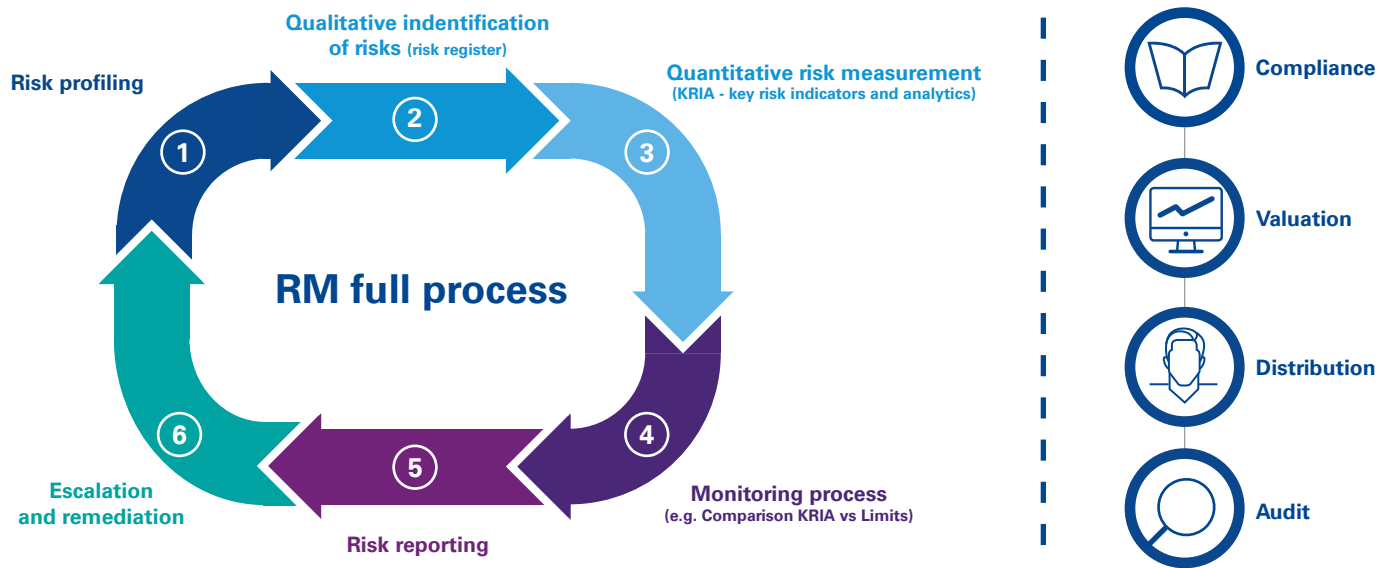 Risk profiling
1
Qualitative indentification
of risks (risk register)
2
Quantitative risk measurement
(KRIA - key risk indicators and analytics)
3
RM full process
4
Monitoring process
(e.g. Comparison KRIA vs Limits)
5
Risk reporting
6
Escalation
and remediation
Compliance
Valuation
Distribution
Audit